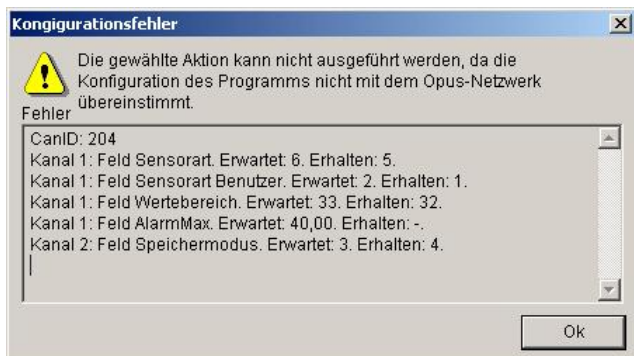 Kongigurationsfehler
Die gewählte Aktion kann nicht ausgeführt werden, da die
Konfiguration des Programms nicht mit dem Opus-Netzwerk
übereinstimmt.
Fehler
CanID: 204
Kanal 1: Feld Sensorart. Erwartet: 6. Erhalten: 5.
Kanal 1: Feld Sensorart Benutzer. Erwartet: 2. Erhalten: 1.
Kanal 1: Feld Wertebereich. Erwartet: 33. Erhalten: 32.
Kanal 1: Feld AlarmMax. Erwartet: 40,00. Erhalten: -.
Kanal 2: Feld Speichermodus. Erwartet: 3. Erhalten: 4.
Ok